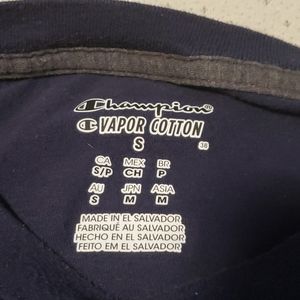 Champion®
C VAPOR COTTON
S
38
CA MEX BR
S/P CH P
AU JPN ASIA
S M M
MADE IN EL SALVADOR
FABRIQUÉ AU SALVADOR
HECHO EN EL SALVADOR
FEITO EM EL SALVADOR